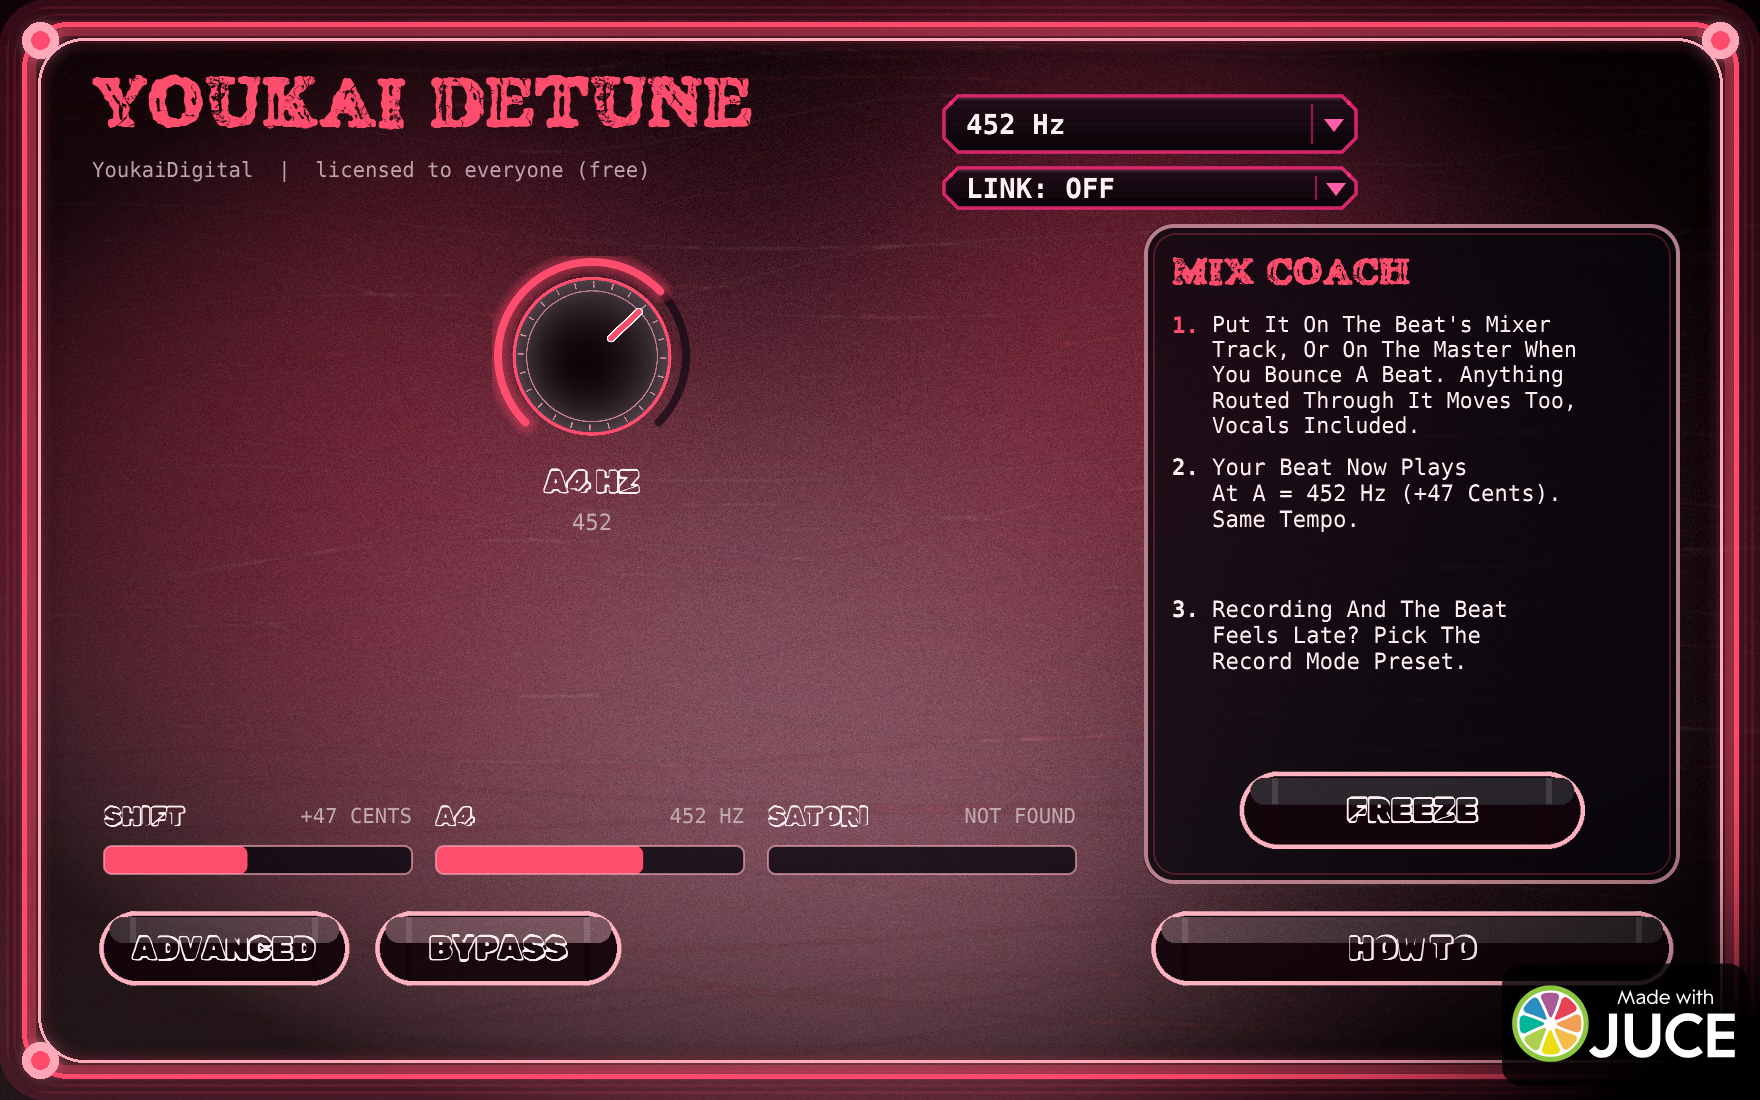 YOUKAI DETUNE
YoukaiDigital | licensed to everyone (free)
452 Hz
LINK: OFF
A4 HZ
452
MIX COACH
1. Put It On The Beat's Mixer
Track, Or On The Master When
You Bounce A Beat. Anything
Routed Through It Moves Too,
Vocals Included.
2. Your Beat Now Plays
At A = 452 Hz (+47 Cents).
Same Tempo.
3. Recording And The Beat
Feels Late? Pick The
Record Mode Preset.
FREEZE
SHIFT +47 CENTS
A4 452 HZ
SATORI NOT FOUND
ADVANCED
BYPASS
HOW TO
Made with
JUCE